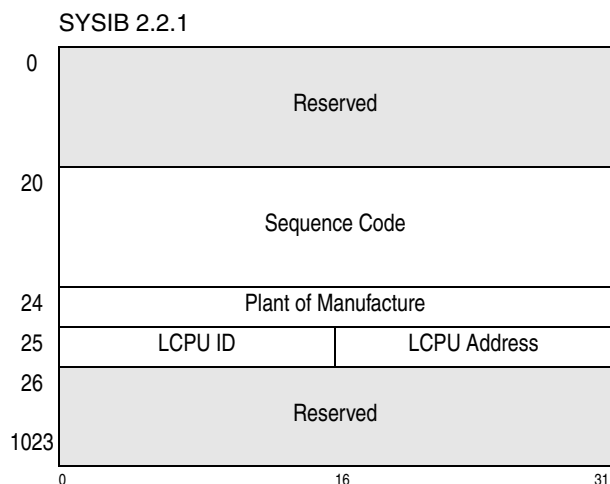 SYSIB 2.2.1
0
Reserved
20
Sequence Code
24 Plant of Manufacture
25 LCPU ID LCPU Address
26
Reserved
1023
0 16 31